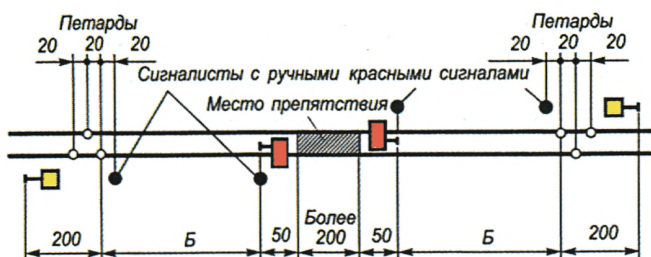 Петарды
Петарды
20 20 20
20 20 20
Сигналисты с ручными красными сигналами
Место препятствия
Более
200 Б 50 200 50 Б 200